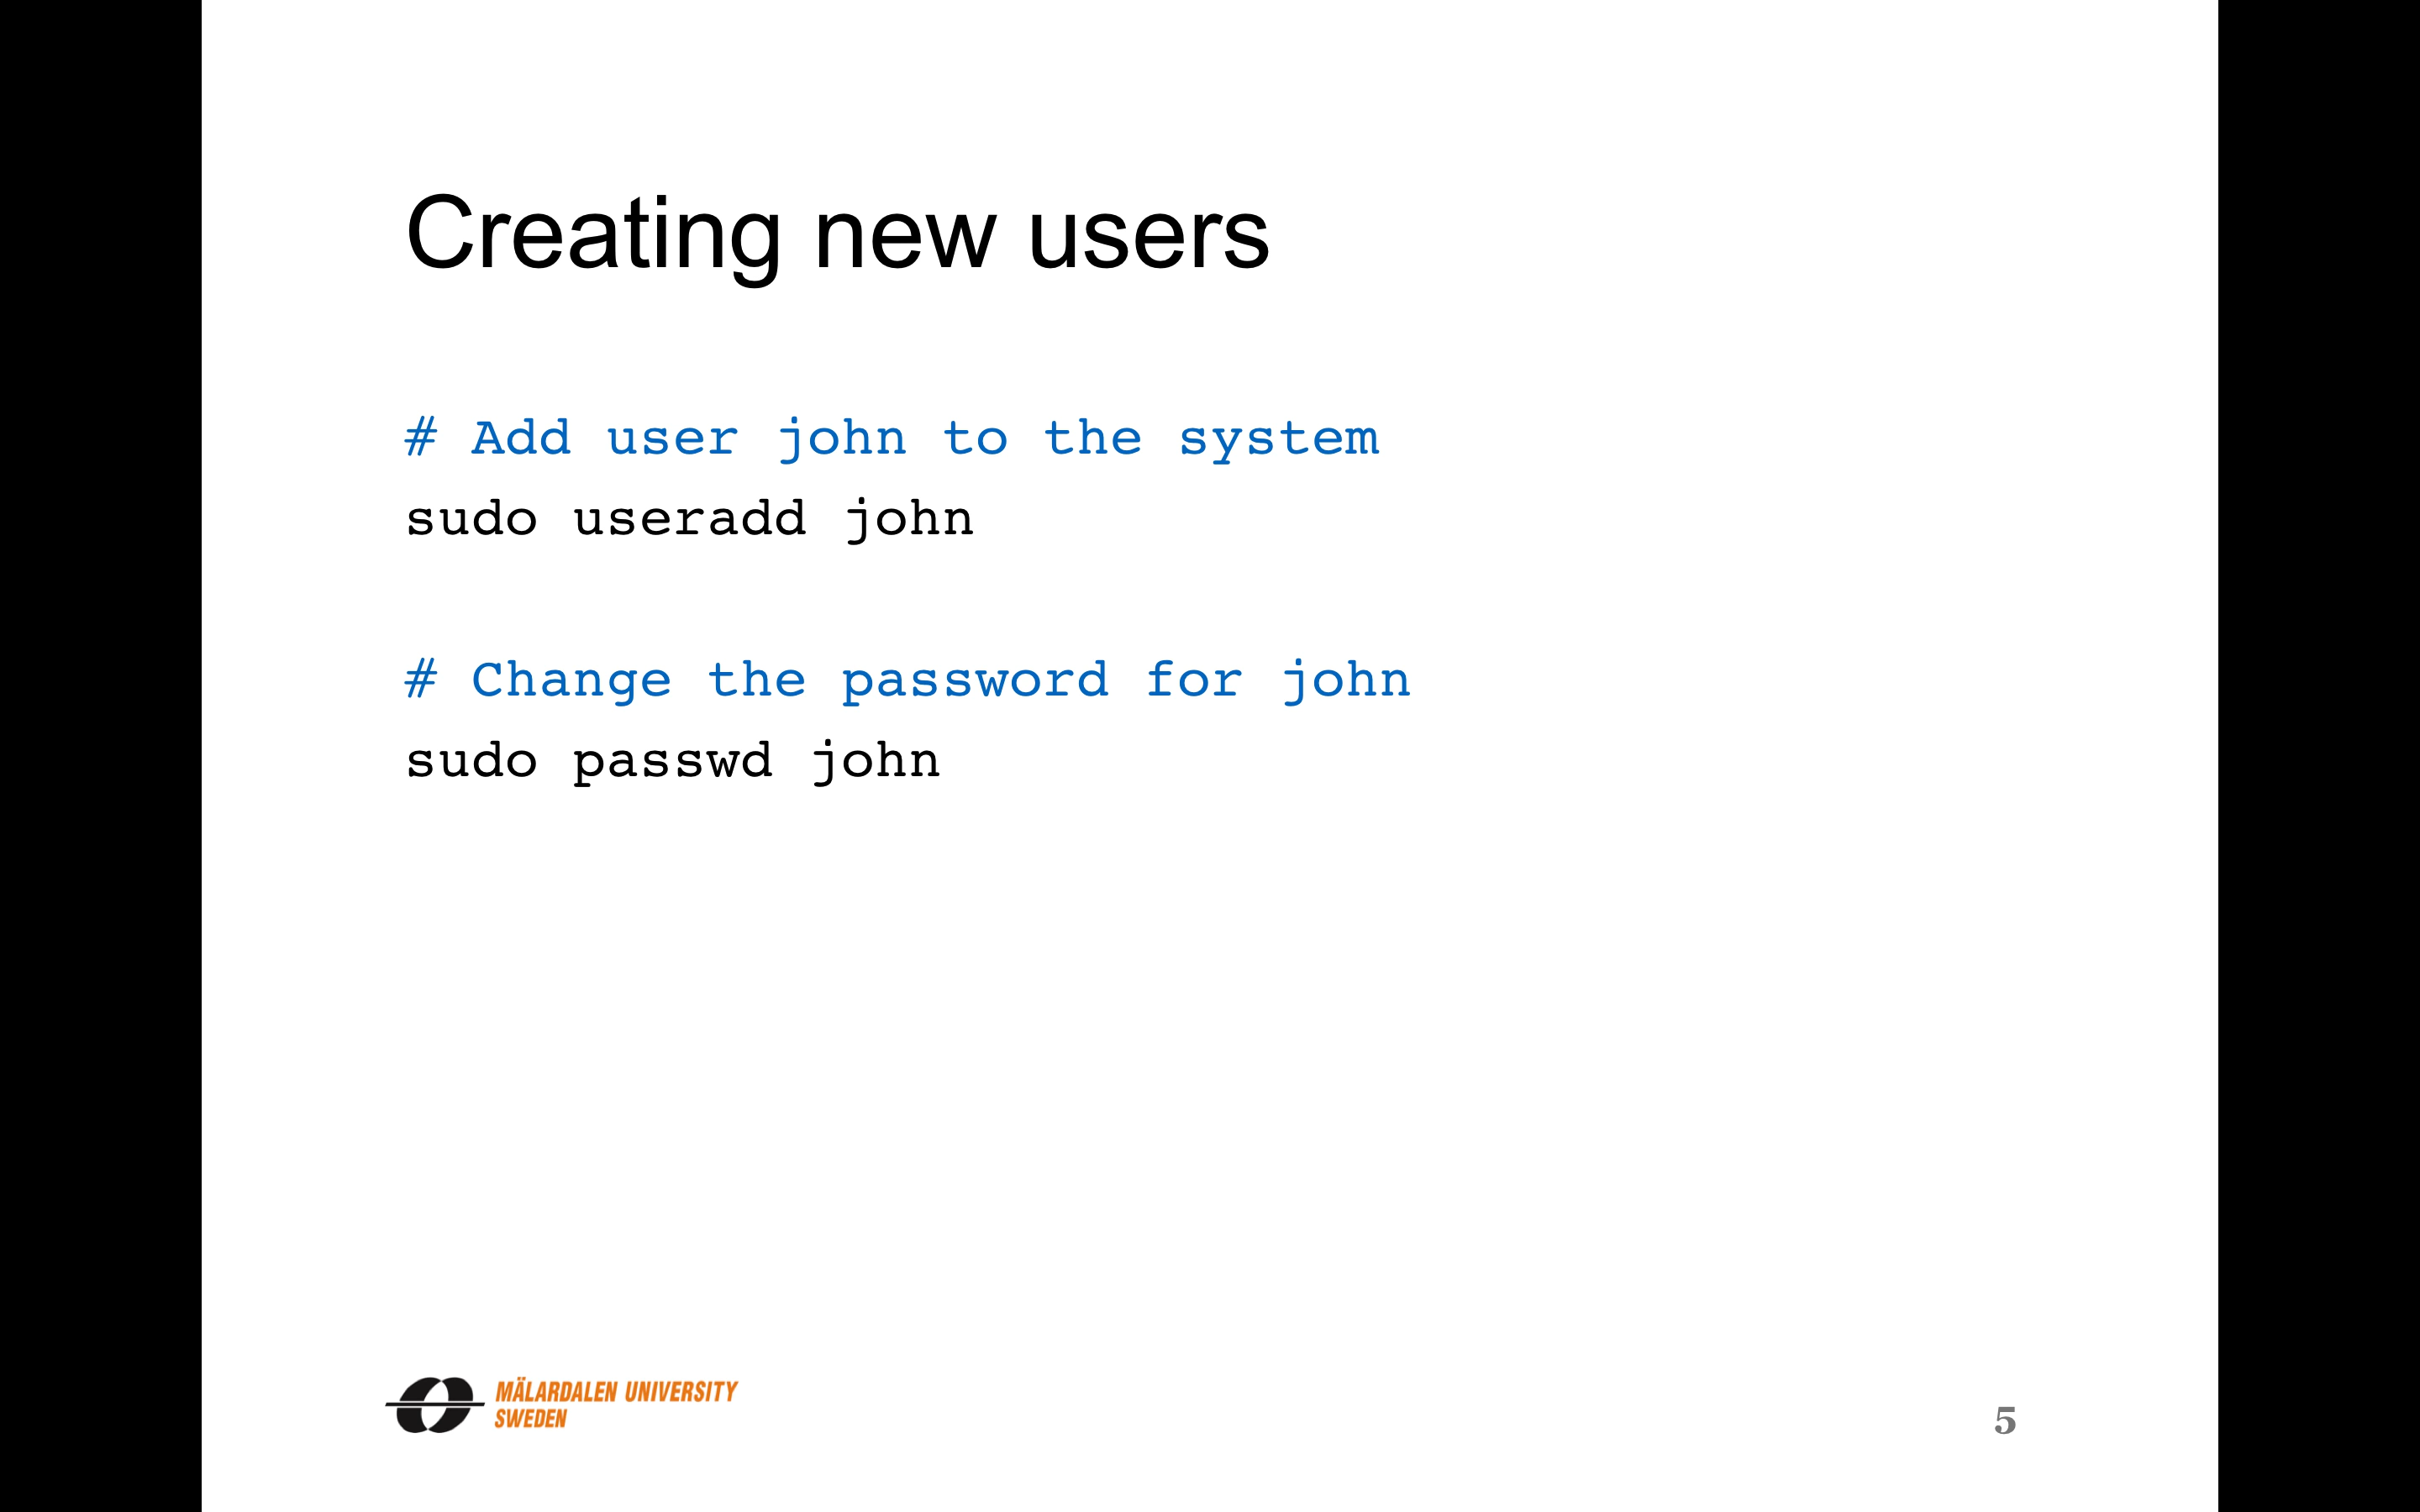 Creating new users
# Add user john to the system
sudo useradd john
# Change the password for john
sudo passwd john
MÄLARDALEN UNIVERSITY
SWEDEN
5